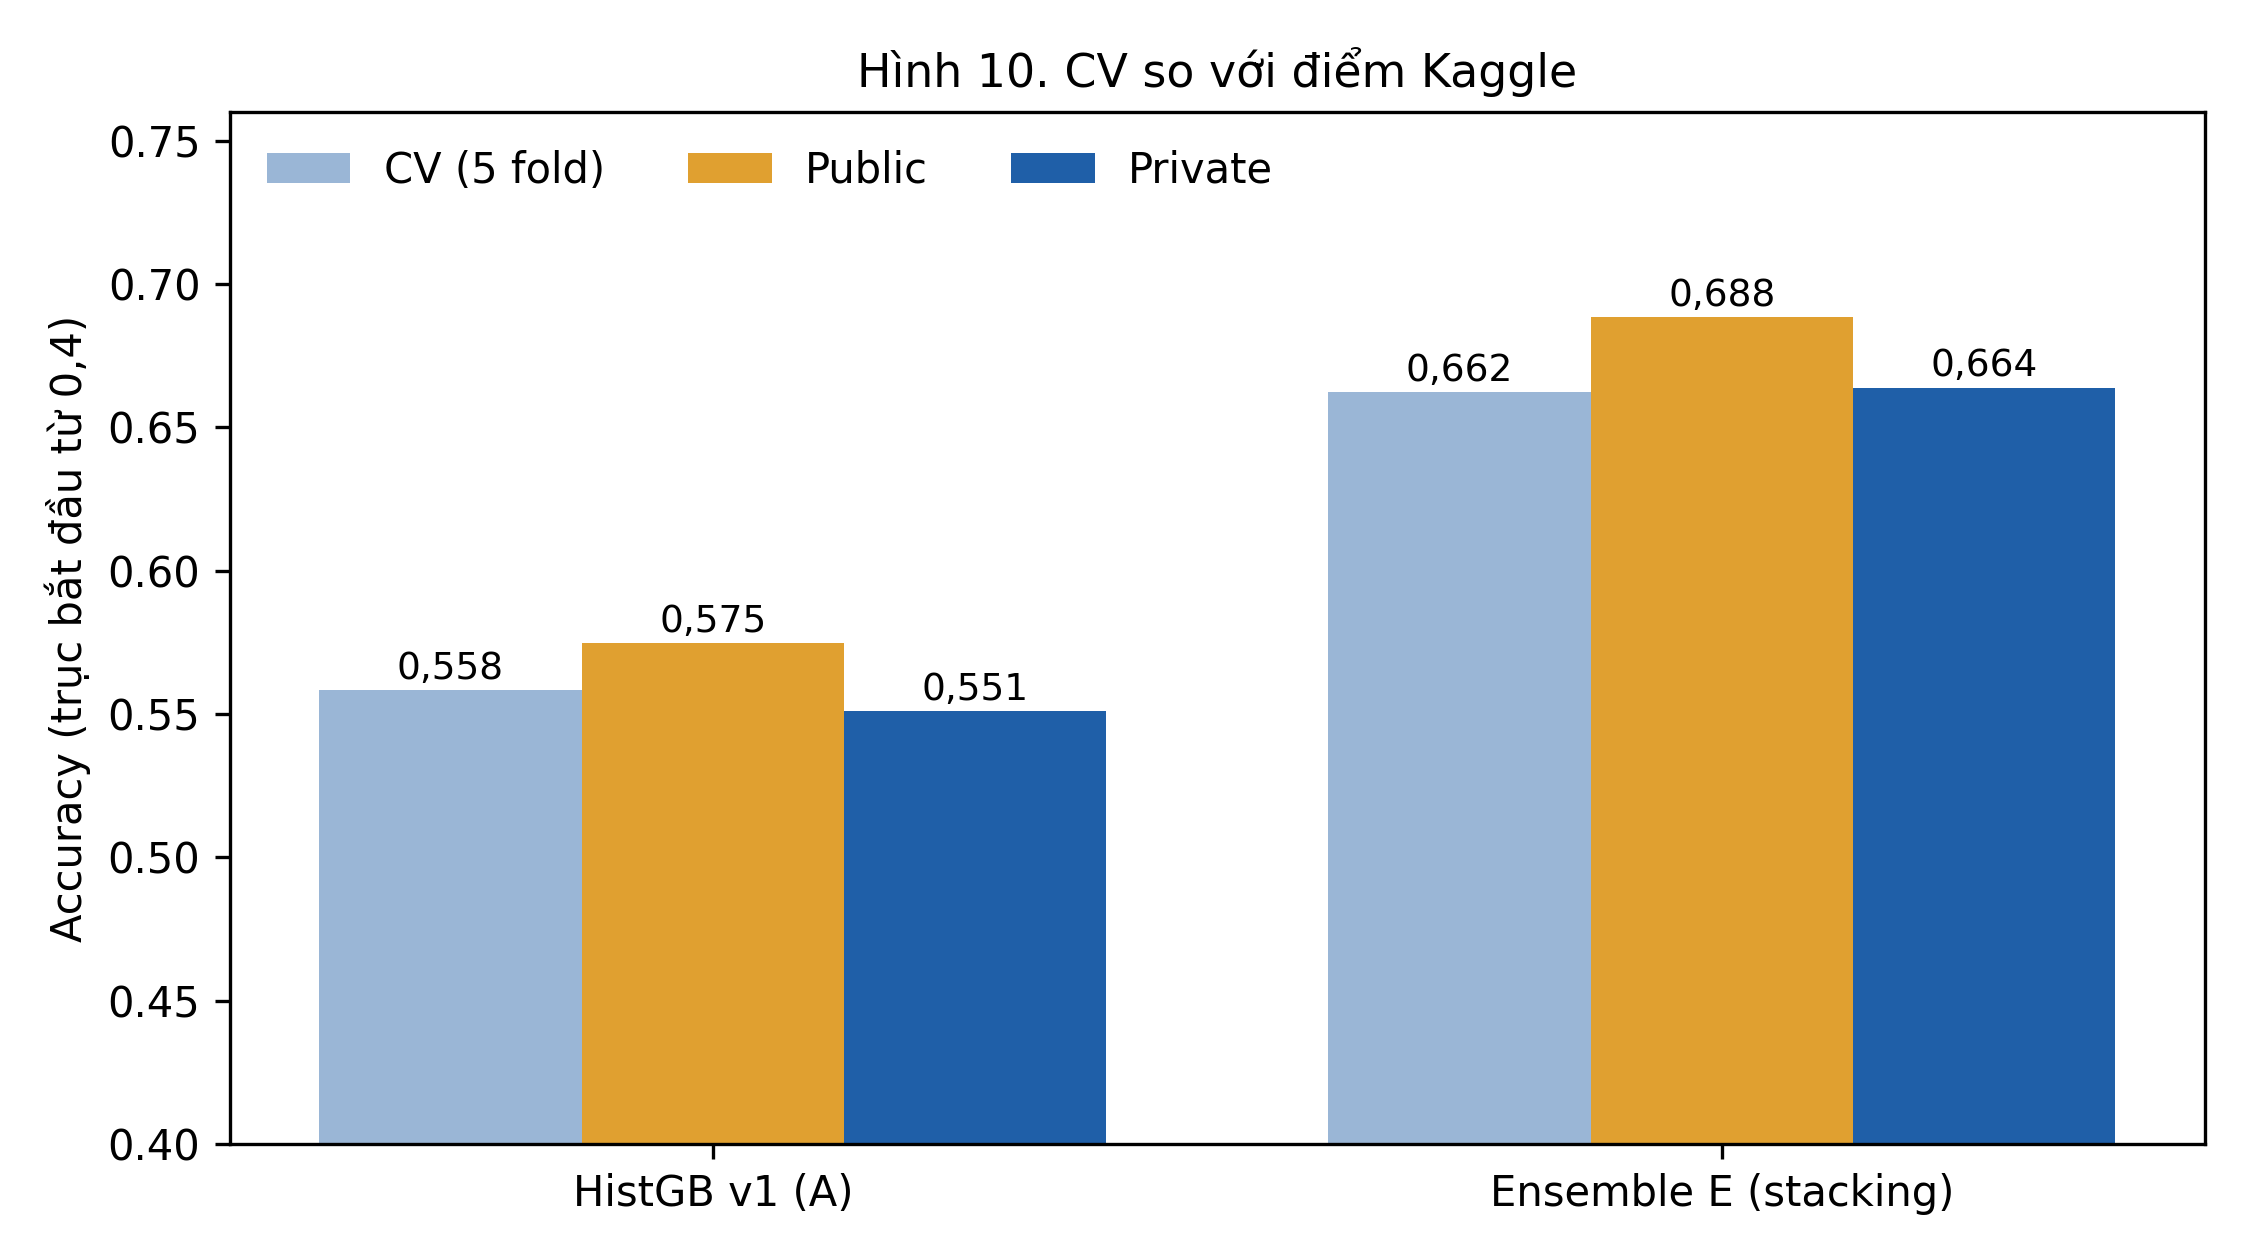 Hình 10. CV so với điểm Kaggle
CV (5 fold) Public Private
Accuracy (trục bắt đầu từ 0,4)
0.75
0.70
0.65
0.60
0.55
0.50
0.45
0.40
0,558
0,575
0,551
0,662
0,688
0,664
HistGB v1 (A)
Ensemble E (stacking)